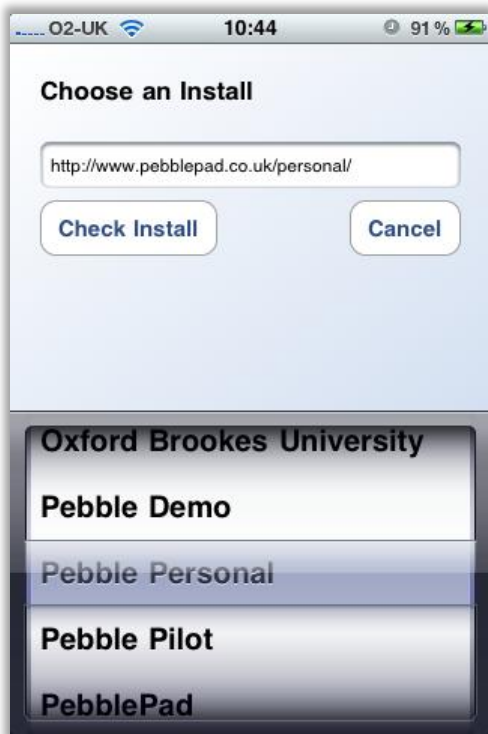 O2-UK 10:44 91%
Choose an Install
http://www.pebblepad.co.uk/personal/
Check Install Cancel
Oxford Brookes University
Pebble Demo
Pebble Personal
Pebble Pilot
PebblePad